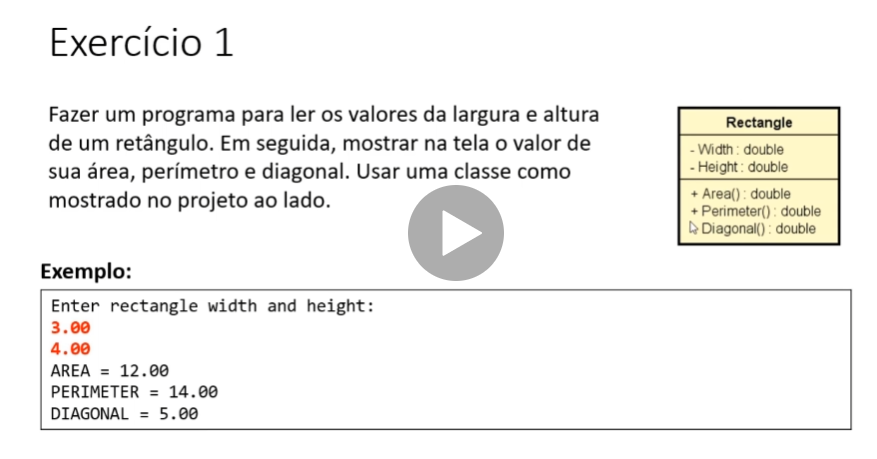 Exercício 1
Fazer um programa para ler os valores da largura e altura
de um retângulo. Em seguida, mostrar na tela o valor de
sua área, perímetro e diagonal. Usar uma classe como
mostrado no projeto ao lado.
Rectangle
- Width : double
- Height : double
+ Area() : double
+ Perimeter() : double
Diagonal() : double
Exemplo:
Enter rectangle width and height:
3.00
4.00
AREA = 12.00
PERIMETER = 14.00
DIAGONAL = 5.00